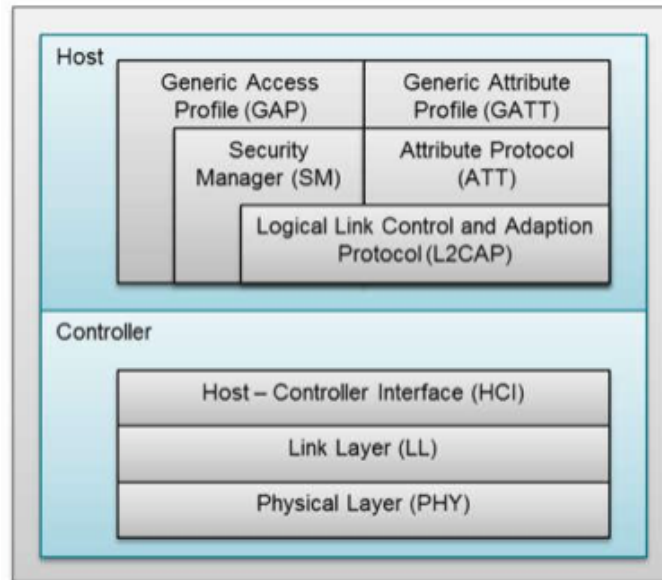 Host
Generic Access
Profile (GAP)
Generic Attribute
Profile (GATT)
Security
Manager (SM)
Attribute Protocol
(ATT)
Logical Link Control and Adaption
Protocol (L2CAP)
Controller
Host – Controller Interface (HCI)
Link Layer (LL)
Physical Layer (PHY)